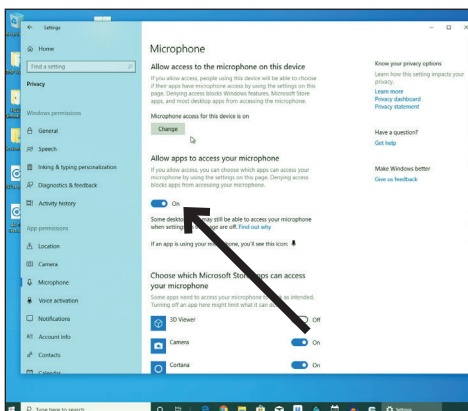 Settings
Home
Find a setting
Privacy
Windows permissions
General
Speech
Inking & typing personalization
Diagnostics & feedback
Activity history
App permissions
Location
Camera
Microphone
Voice activation
Notifications
Account info
Contacts
Calendar
Microphone
Allow access to the microphone on this device
If you allow access, people using this device will be able to choose
if their apps have microphone access by using the settings on this
page. Denying access blocks Windows features, Microsoft Store
apps, and most desktop apps from accessing the microphone.
Microphone access for this device is on
Change
Allow apps to access your microphone
If you allow access, you can choose which apps can access your
microphone by using the settings on this page. Denying access
blocks apps from accessing your microphone.
On
Some desktop may still be able to access your microphone
when settings on page are off. Find out why
If an app is using your microphone, you'll see this icon:
Choose which Microsoft Store apps can access
your microphone
Some apps need to access your microphone to as intended.
Turning off an app here might limit what it can
3D Viewer
Off
Camera
On
Cortana
On
Know your privacy options
Learn how this setting impacts your
privacy.
Learn more
Privacy dashboard
Privacy statement
Have a question?
Get help
Make Windows better
Give us feedback
Type here to search
Settings